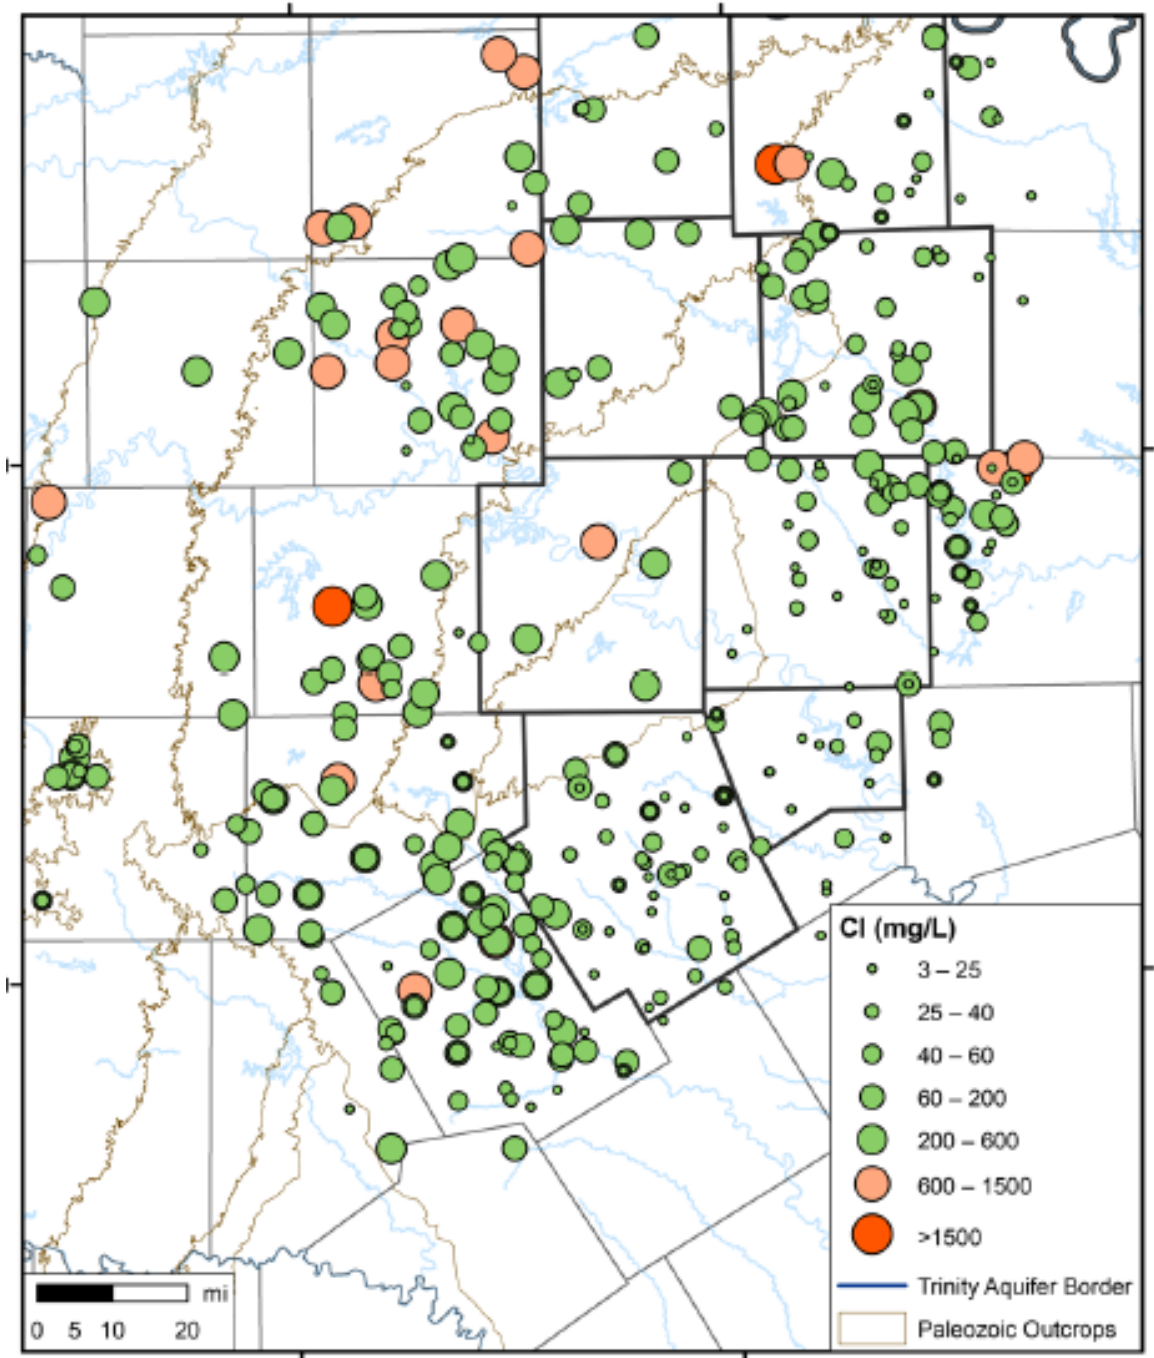 Cl (mg/L)
3 – 25
25 – 40
40 – 60
60 – 200
200 – 600
600 – 1500
>1500
Trinity Aquifer Border
Paleozoic Outcrops
mi
0 5 10 20